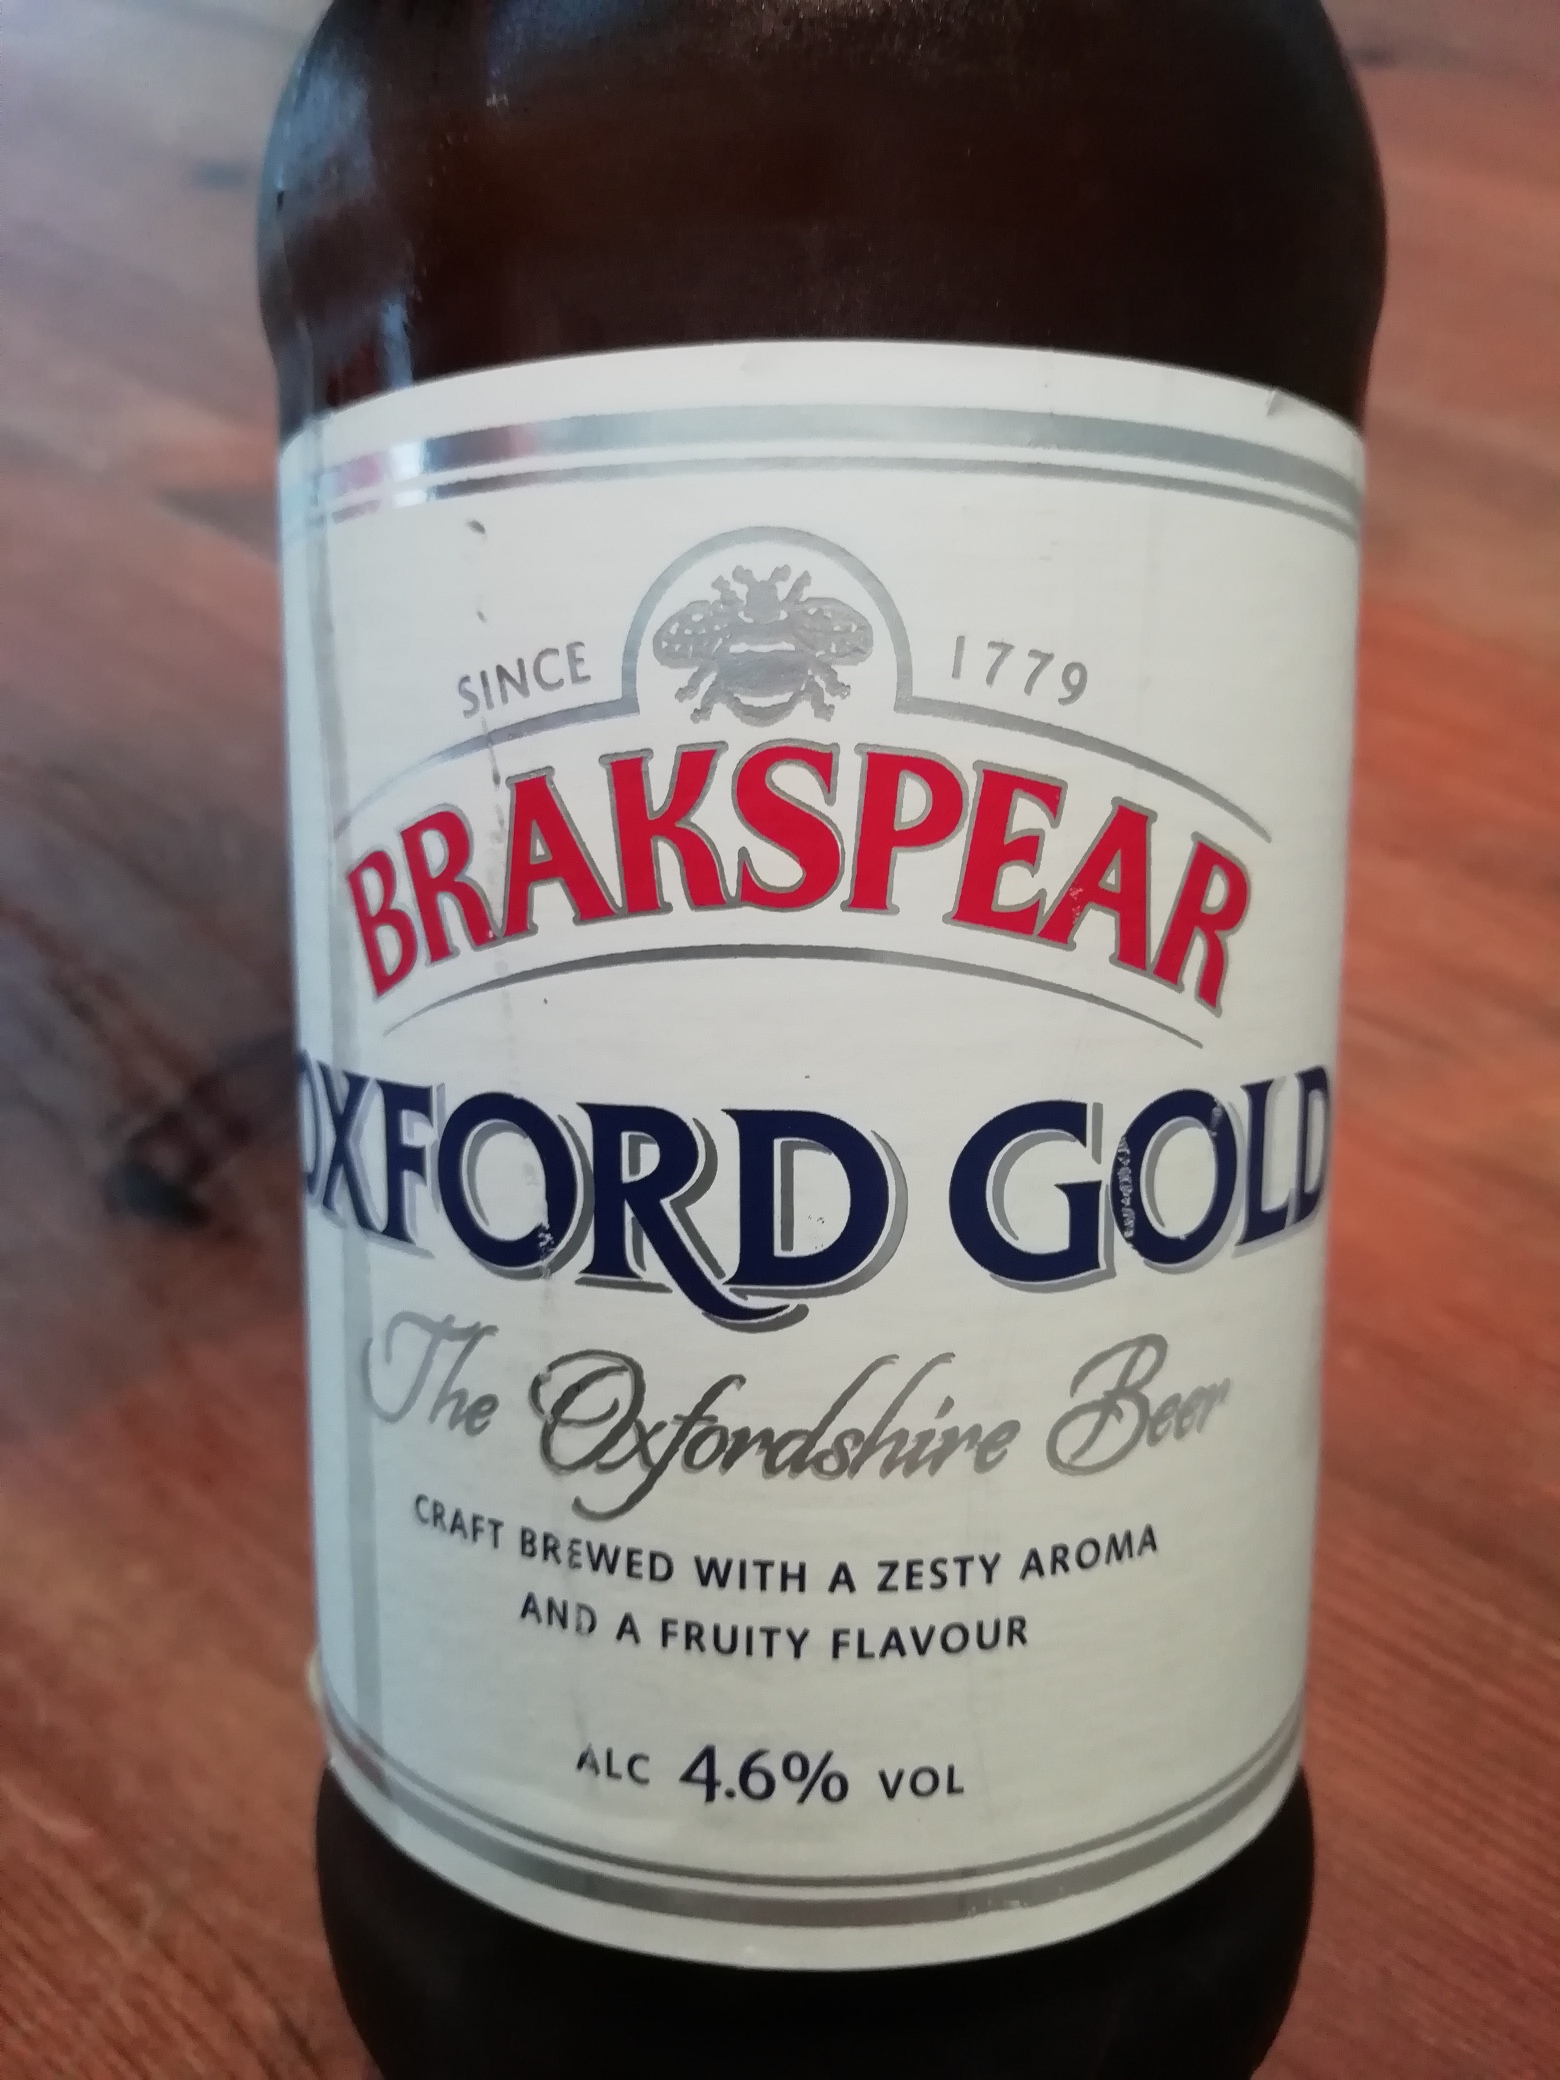 SINCE 1779
BRAKSPEAR
OXFORD GOLD
The Oxfordshire Beer
CRAFT BREWED WITH A ZESTY AROMA
AND A FRUITY FLAVOUR
ALC 4.6% VOL